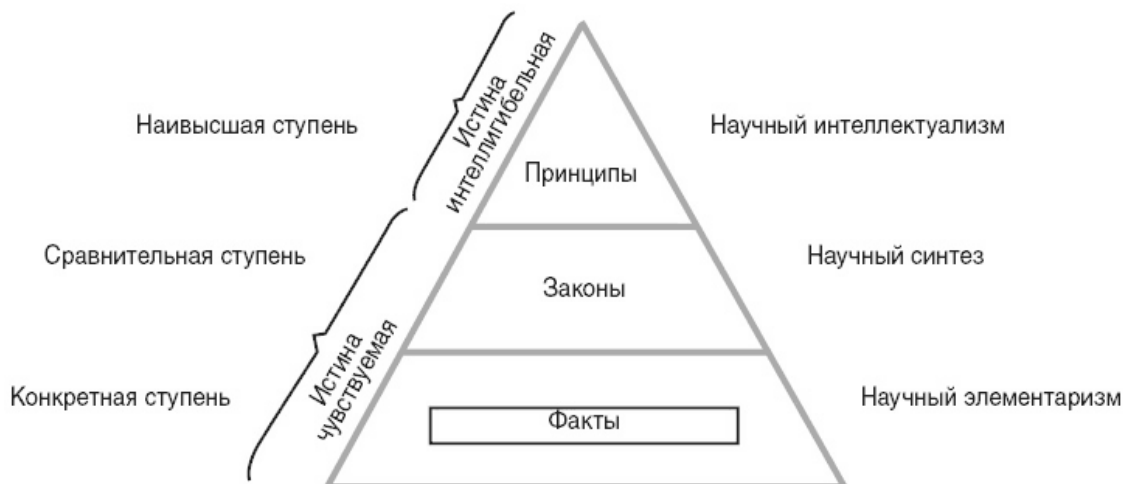 Наивысшая ступень
Истина
интеллигибельная
Принципы
Научный интеллектуализм
Сравнительная ступень
Законы
Научный синтез
Конкретная ступень
Истина
чувствуемая
Факты
Научный элементаризм